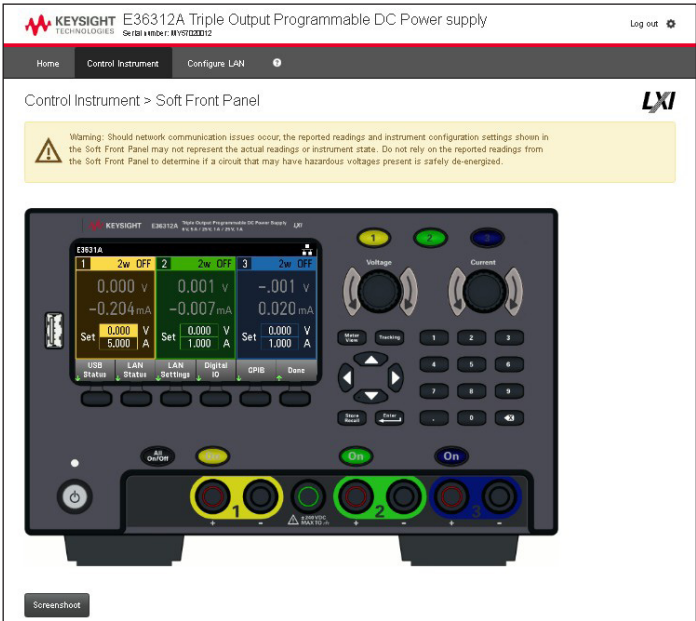 KEYSIGHT TECHNOLOGIES E36312A Triple Output Programmable DC Power supply
Log out
Home Control Instrument Configure LAN ?
Control Instrument > Soft Front Panel
LXI
Warning: Should network communication issues occur, the reported readings and instrument configuration settings shown in
the Soft Front Panel may not represent the actual readings or instrument state. Do not rely on the reported readings from
the Soft Front Panel to determine if a circuit that may have hazardous voltages present is safely de-energized.
KEYSIGHT E36312A Triple Output Programmable DC Power Supply
E3631A
1 2w OFF 2 2w OFF 3 2w OFF
0.000 V 0.001 V -.001 V
-0.204mA -0.007mA 0.020mA
Set 0.000 V Set 0.000 V Set 0.000 V
5.000 A 1.000 A 1.000 A
USB Status LAN Status LAN Settings Digital IO GPIB Done
1 2 3
Voltage Current
Meter View Tracking 1 2 3
4 5 6
7 8 9
Store Recall Enter . 0
All On/Off On On
1 2 3
+ - + - + -
Screenshoot